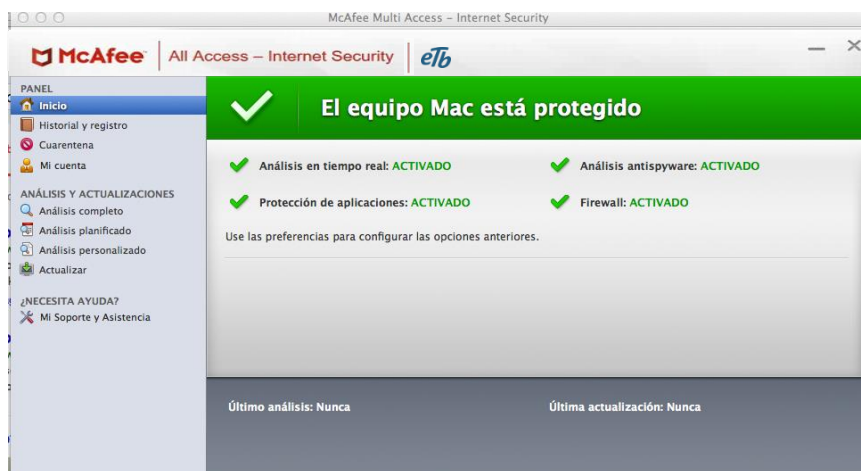 McAfee Multi Access – Internet Security
McAfee All Access – Internet Security eTb
PANEL
Inicio
Historial y registro
Cuarentena
Mi cuenta
ANÁLISIS Y ACTUALIZACIONES
Análisis completo
Análisis planificado
Análisis personalizado
Actualizar
¿NECESITA AYUDA?
Mi Soporte y Asistencia
El equipo Mac está protegido
Análisis en tiempo real: ACTIVADO
Análisis antispyware: ACTIVADO
Protección de aplicaciones: ACTIVADO
Firewall: ACTIVADO
Use las preferencias para configurar las opciones anteriores.
Último análisis: Nunca
Última actualización: Nunca